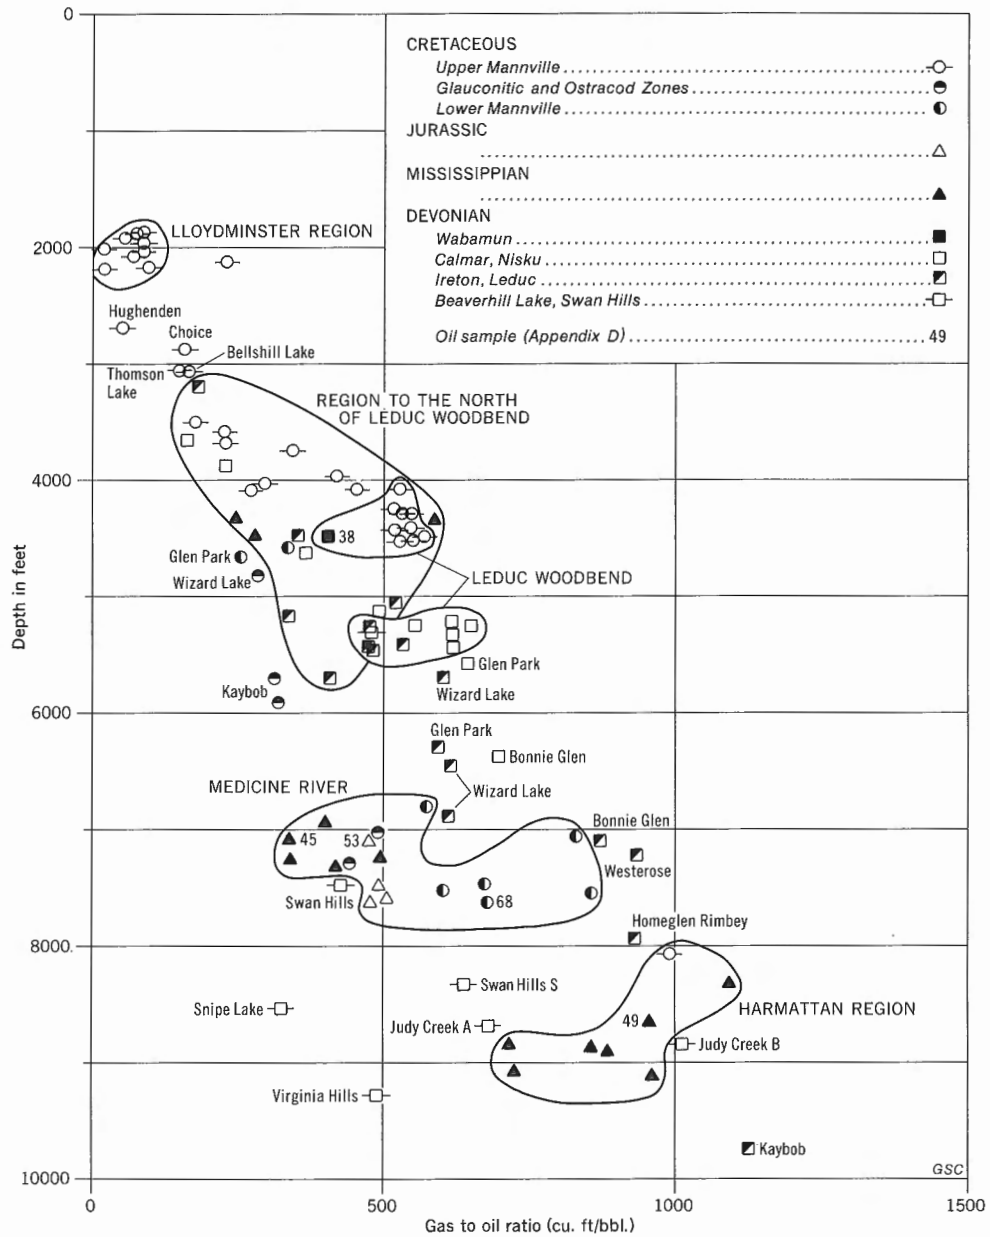 0
CRETACEOUS
Upper Mannville
Glauconitic and Ostracod Zones
Lower Mannville
JURASSIC
MISSISSIPPIAN
DEVONIAN
Wabamun
Calmar, Nisku
Ireton, Leduc
Beaverhill Lake, Swan Hills
Oil sample (Appendix D) 49
LLOYDMINSTER REGION
2000
Hughenden
Choice
Bellshill Lake
Thomson
Lake
REGION TO THE NORTH
OF LEDUC WOODBEND
4000
38
Glen Park
Wizard Lake
LEDUC WOODBEND
Depth in feet
Glen Park
Kaybob
Wizard Lake
6000
Glen Park
Bonnie Glen
MEDICINE RIVER
Wizard Lake
Bonnie Glen
45
53
Westerose
Swan Hills
68
Homeglen Rimbey
8000
Swan Hills S
Snipe Lake
HARMATTAN REGION
49
Judy Creek A
Judy Creek B
Virginia Hills
Kaybob
GSC
10000
0
500
1000
1500
Gas to oil ratio (cu. ft/bbl.)